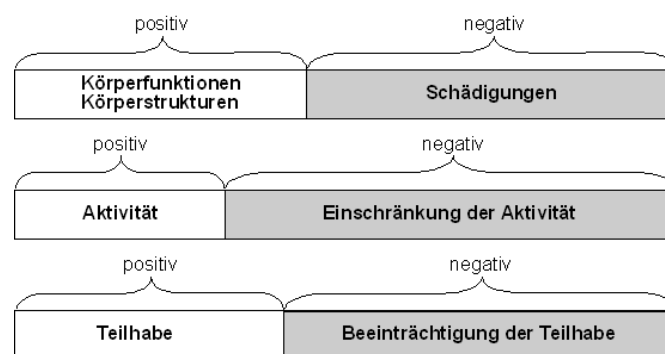 positiv negativ
Körperfunktionen
Körperstrukturen
Schädigungen
positiv negativ
Aktivität Einschränkung der Aktivität
positiv negativ
Teilhabe Beeinträchtigung der Teilhabe